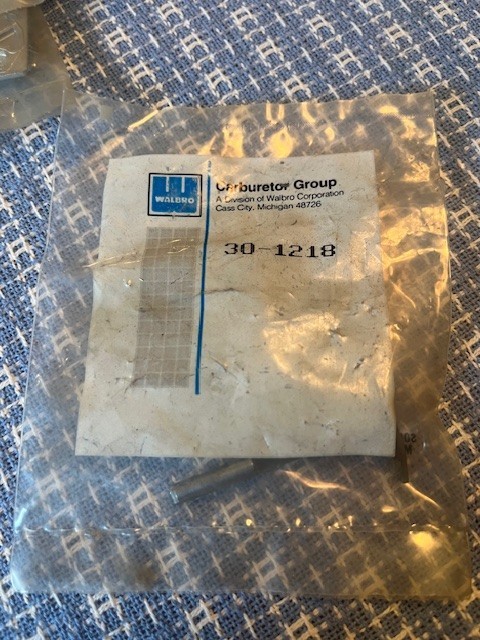 WALBRO
Carburetor Group
A Division of Walbro Corporation
Cass City, Michigan 48726
30-1218